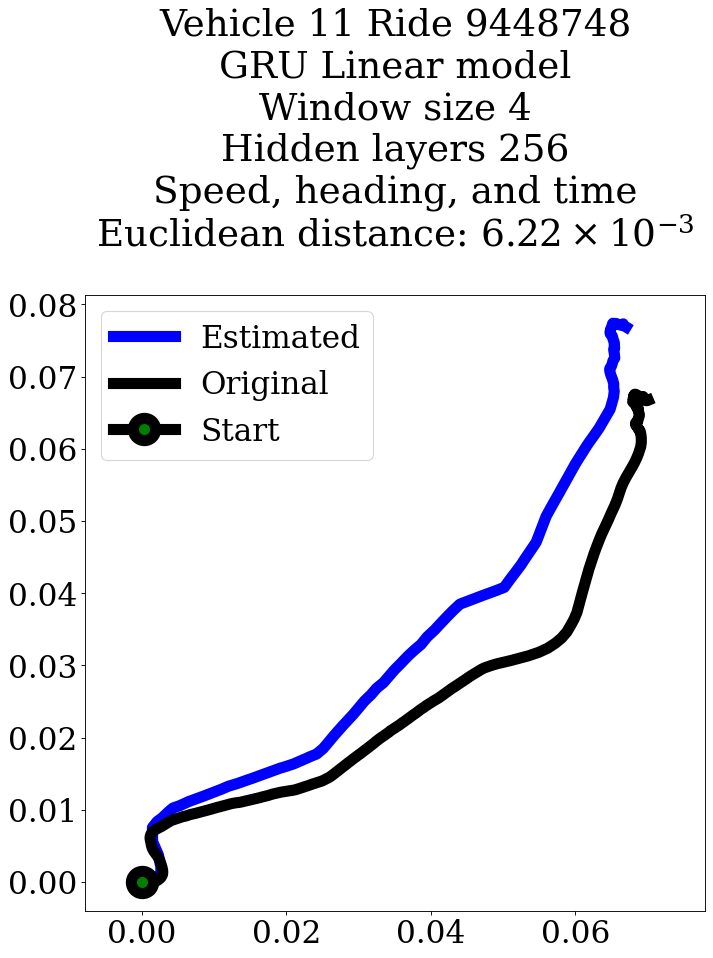 Vehicle 11 Ride 9448748
GRU Linear model
Window size 4
Hidden layers 256
Speed, heading, and time
Euclidean distance: 6.22 × 10⁻³
0.08
0.07
0.06
0.05
0.04
0.03
0.02
0.01
0.00
Estimated
Original
Start
0.00 0.02 0.04 0.06